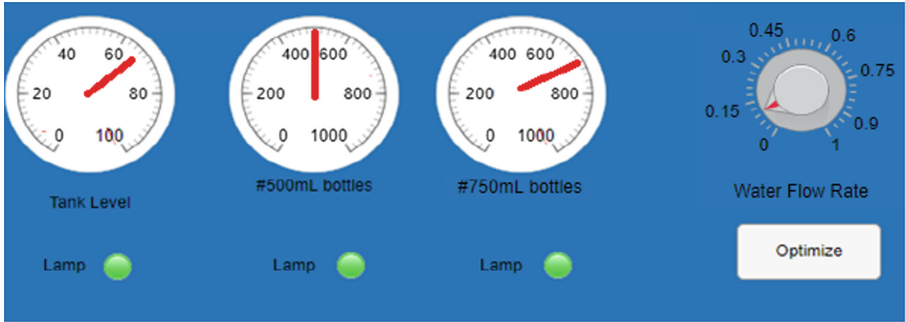 40 60
20 80
0 100
Tank Level
Lamp
400 600
200 800
0 1000
#500mL bottles
Lamp
400 600
200 800
0 1000
#750mL bottles
Lamp
0.45 0.6
0.3 0.75
0.15 0.9
0 1
Water Flow Rate
Optimize